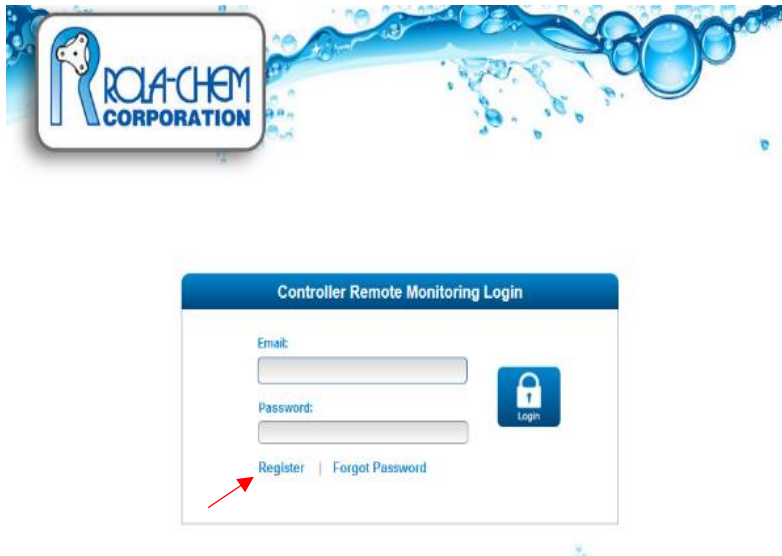 ROLA-CHEM
CORPORATION
Controller Remote Monitoring Login
Email:
Password:
Login
Register | Forgot Password